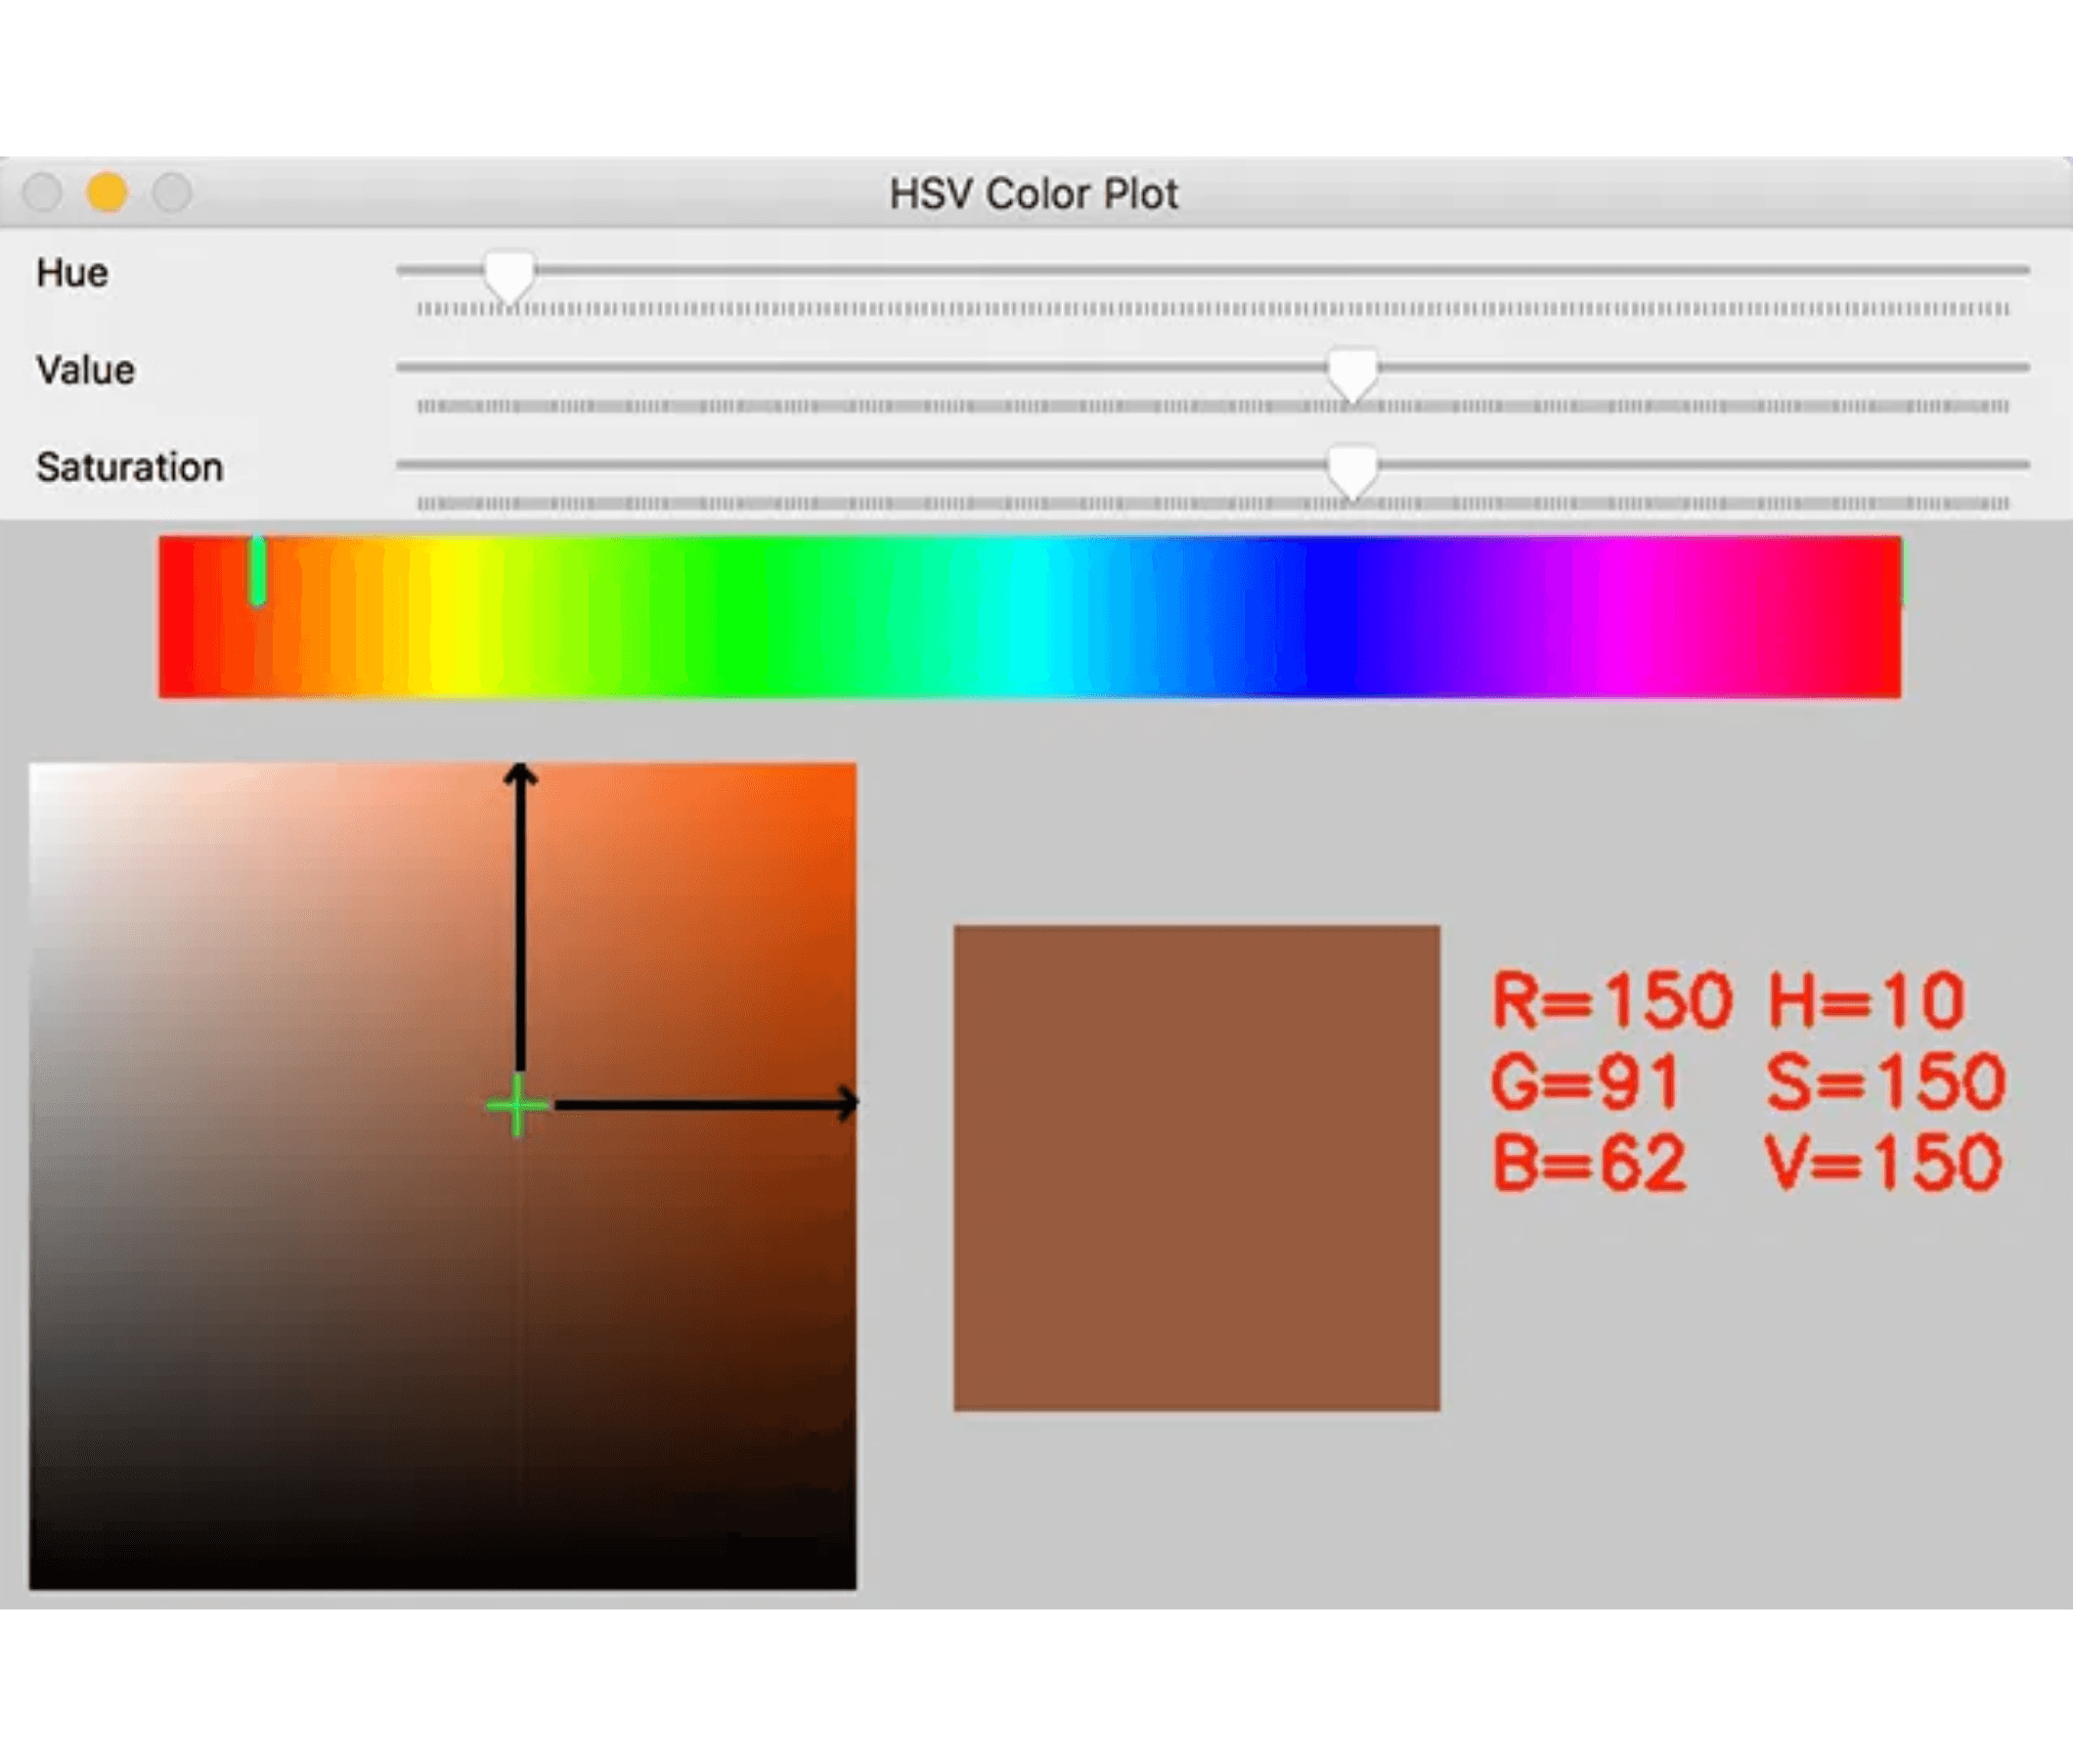 HSV Color Plot
Hue
Value
Saturation
R=150 H=10
G=91 S=150
B=62 V=150